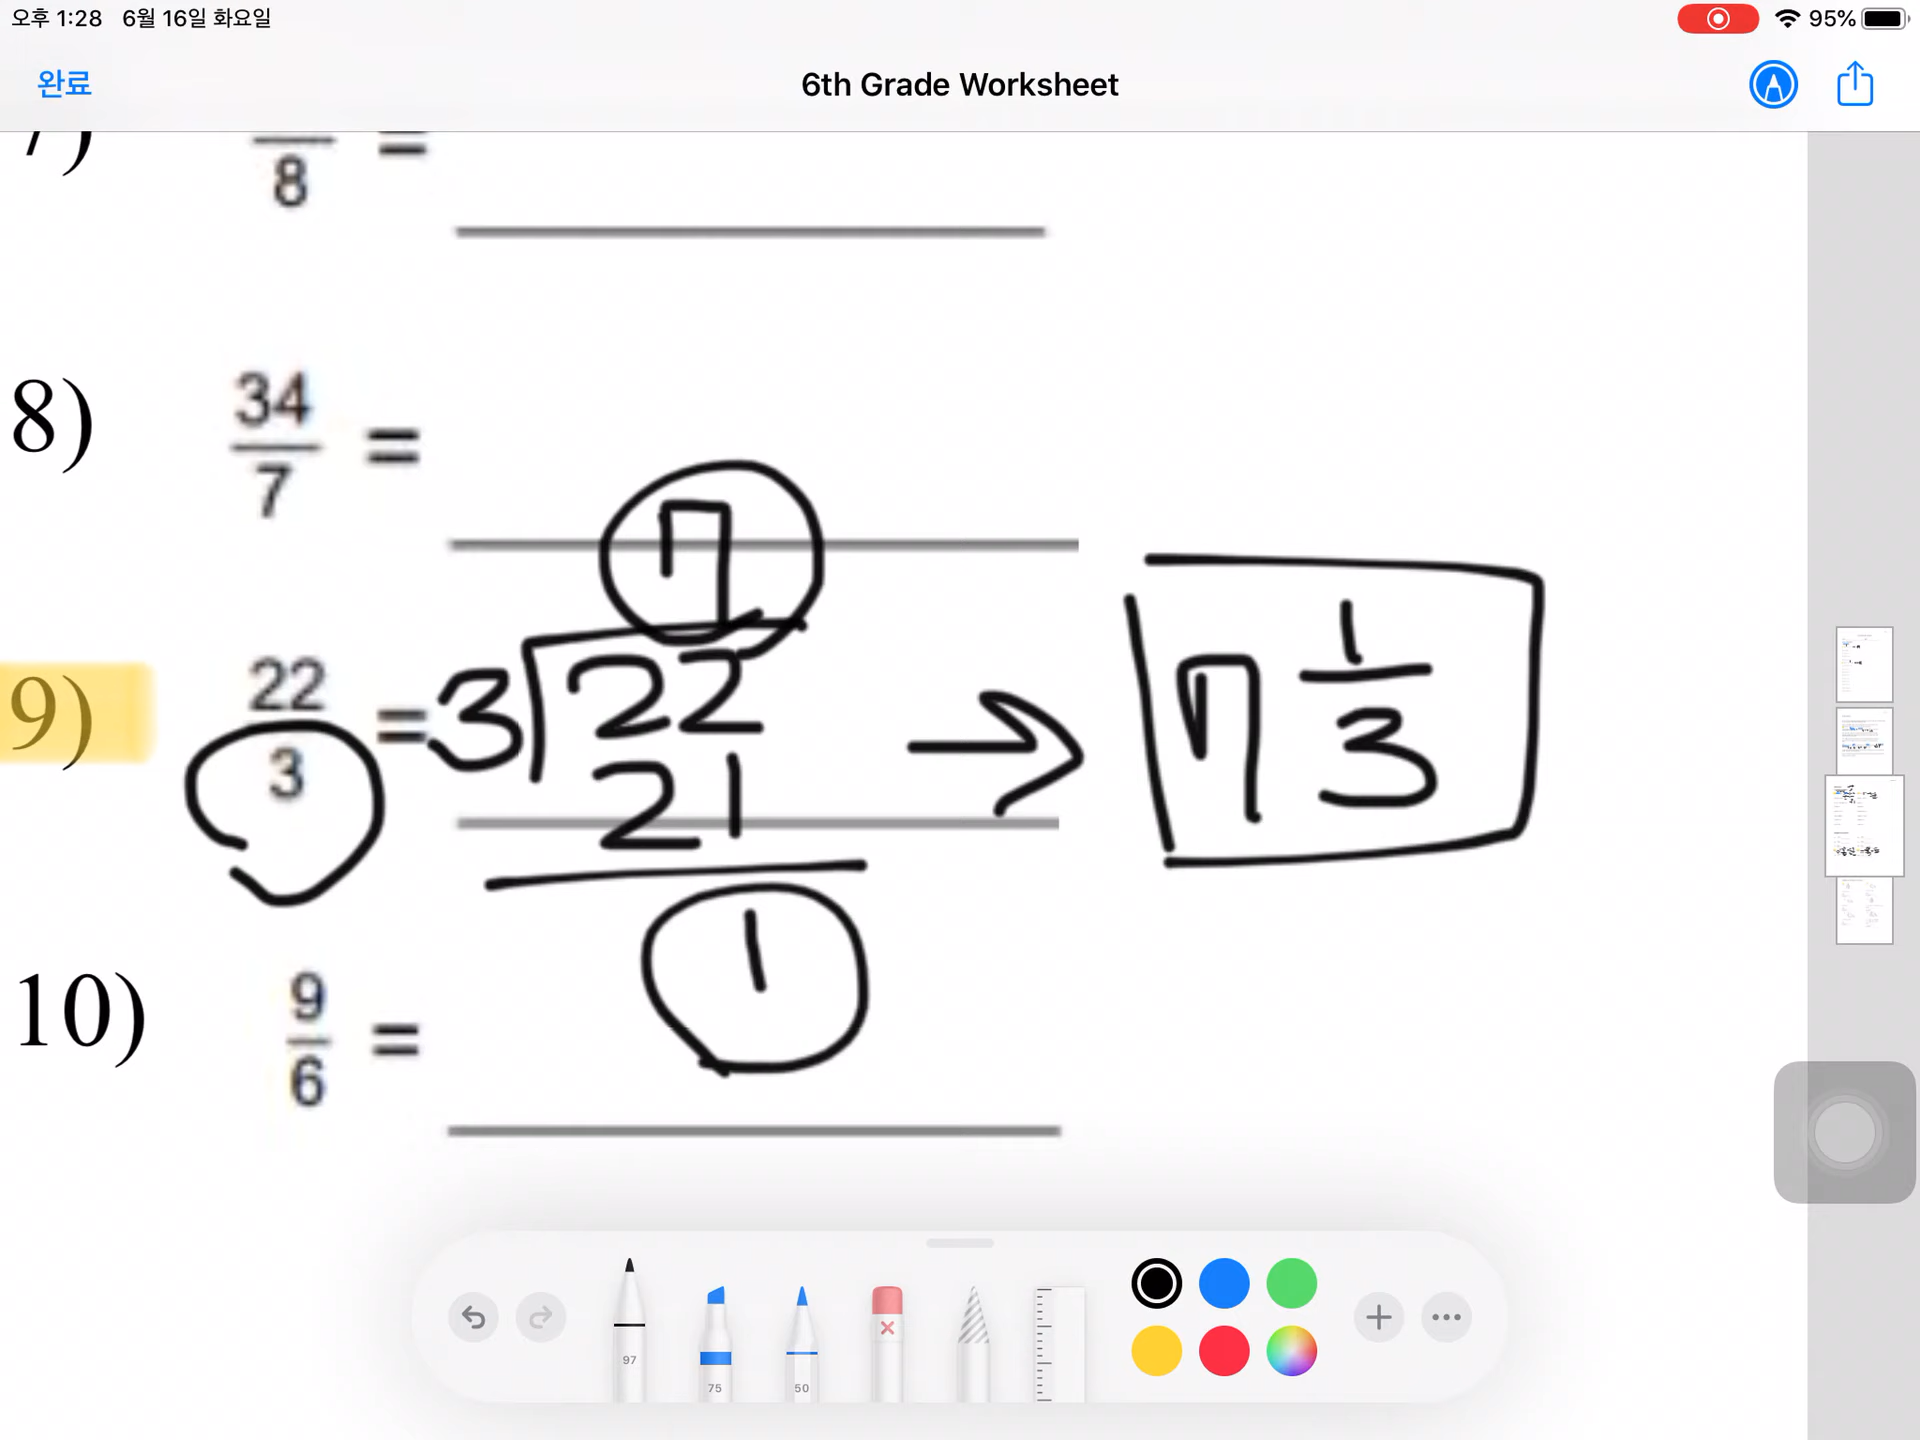 오후 1:28 6월 16일 화요일 95%
완료 6th Grade Worksheet
7) 8 =
8) 34/7 =
7
9) 22/3 = 3 22 → 7 1/3
21
1
10) 9/6 =
97 75 50